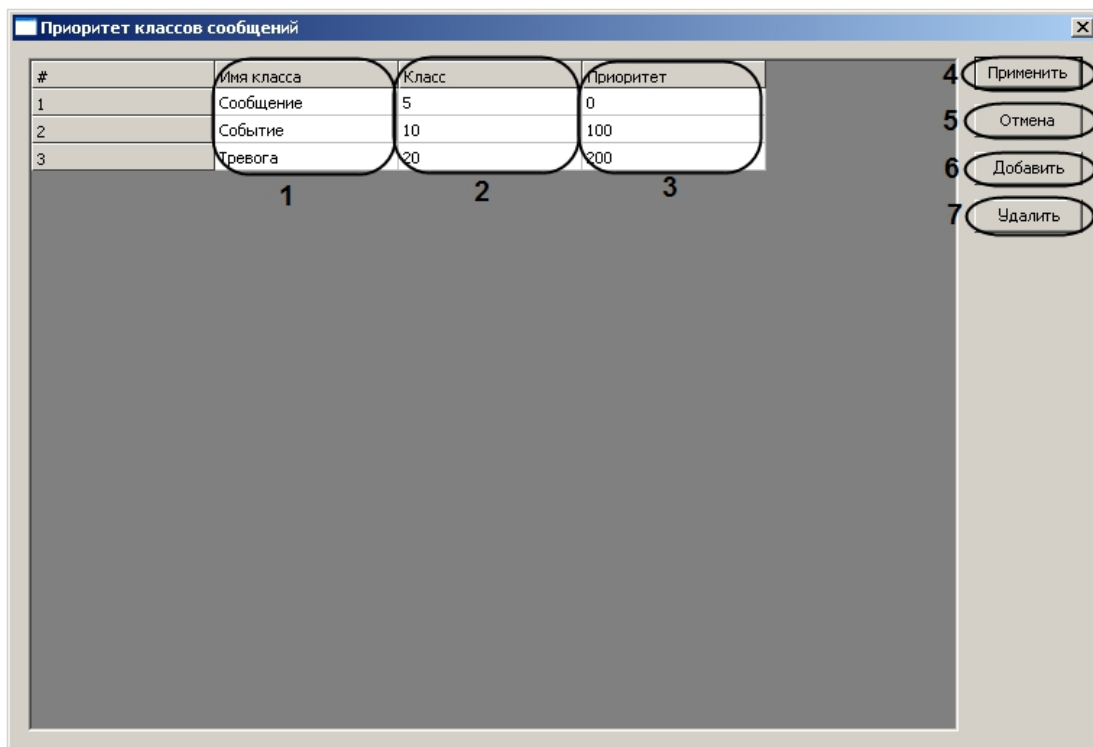 Приоритет классов сообщений
# Имя класса Класс Приоритет
1 Сообщение 5 0
2 Событие 10 100
3 Тревога 20 200
1 2 3
4 Применить
5 Отмена
6 Добавить
7 Удалить